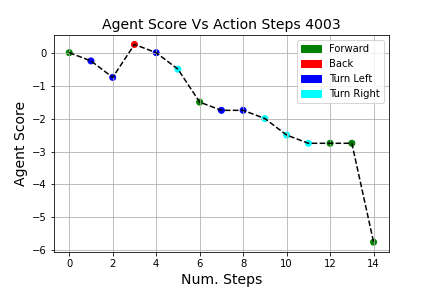 Agent Score Vs Action Steps 4003
Forward
Back
Turn Left
Turn Right
0
−1
−2
−3
−4
−5
−6
Agent Score
0 2 4 6 8 10 12 14
Num. Steps